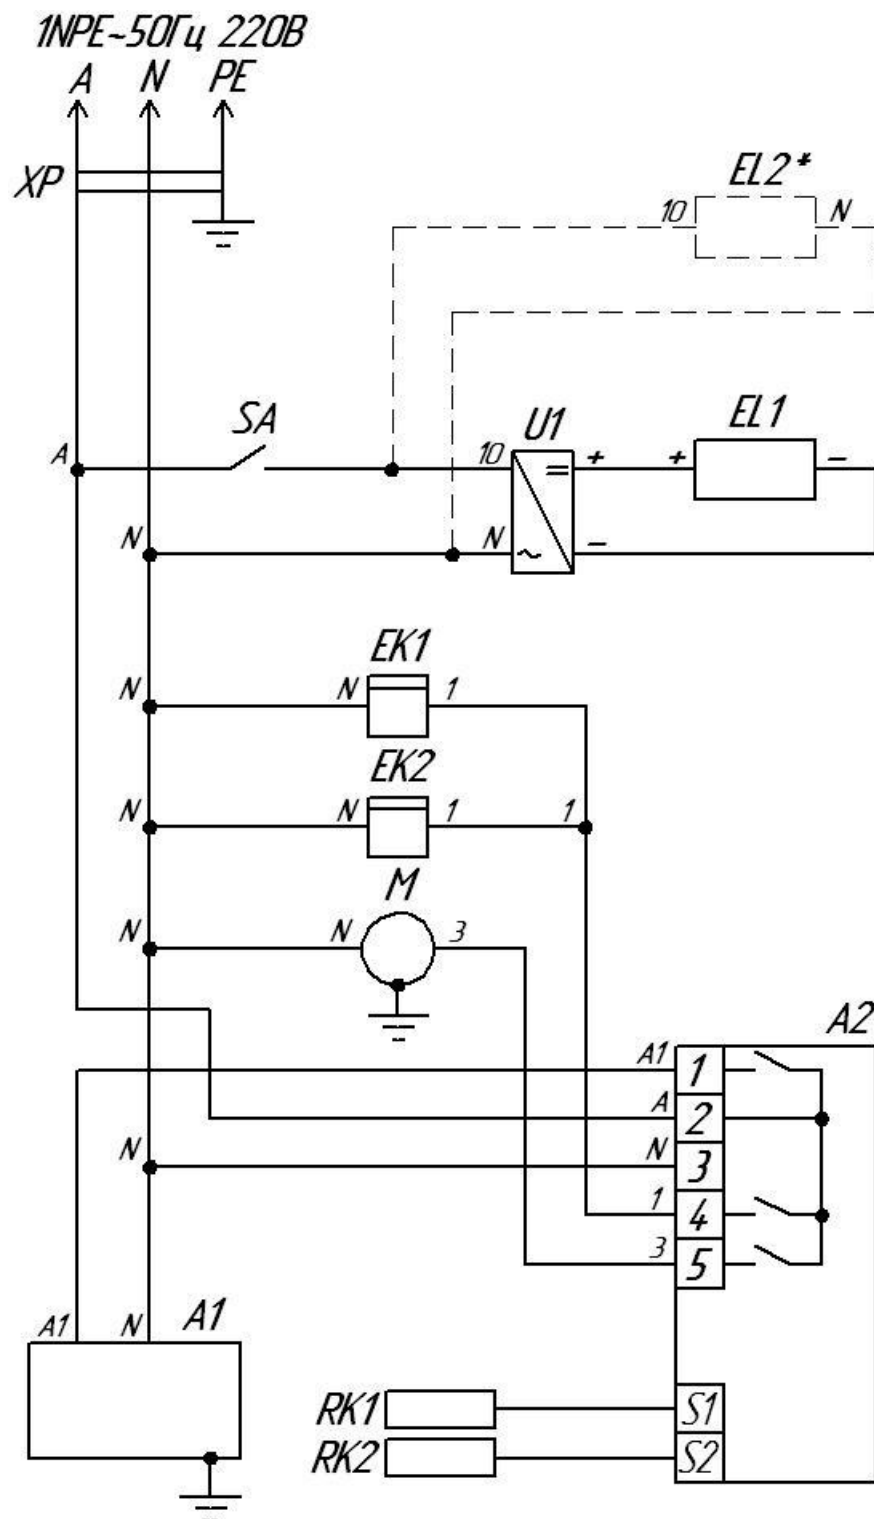 1NPE~50Гц 220В
A N PE
XP
EL2*
10 N
SA U1 EL1
A 10 = + + -
N N ~ -
EK1
N N 1
EK2
N N 1 1
M
N N 3
A2
A1 1
A 2
N N 3
1 4
3 5
A1 N A1
RK1 S1
RK2 S2